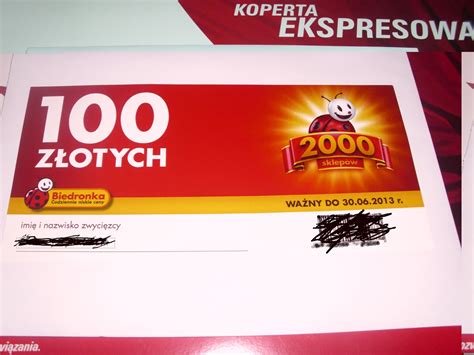 KOPERTA
EKSPRESOWA
100
ZŁOTYCH
2000
sklepów
Biedronka
Codziennie niskie ceny
WAŻNY DO 30.06.2013 r.
imię i nazwisko zwycięzcy
wiązania.